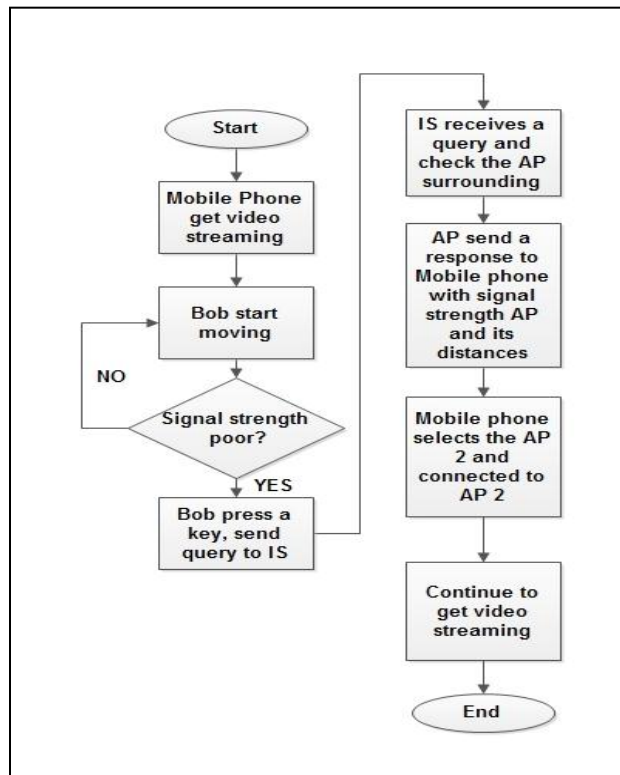 Start
Mobile Phone
get video
streaming
Bob start
moving
NO
Signal strength
poor?
YES
Bob press a
key, send
query to IS
IS receives a
query and
check the AP
surrounding
AP send a
response to
Mobile phone
with signal
strength AP
and its
distances
Mobile phone
selects the AP
2 and
connected to
AP 2
Continue to
get video
streaming
End